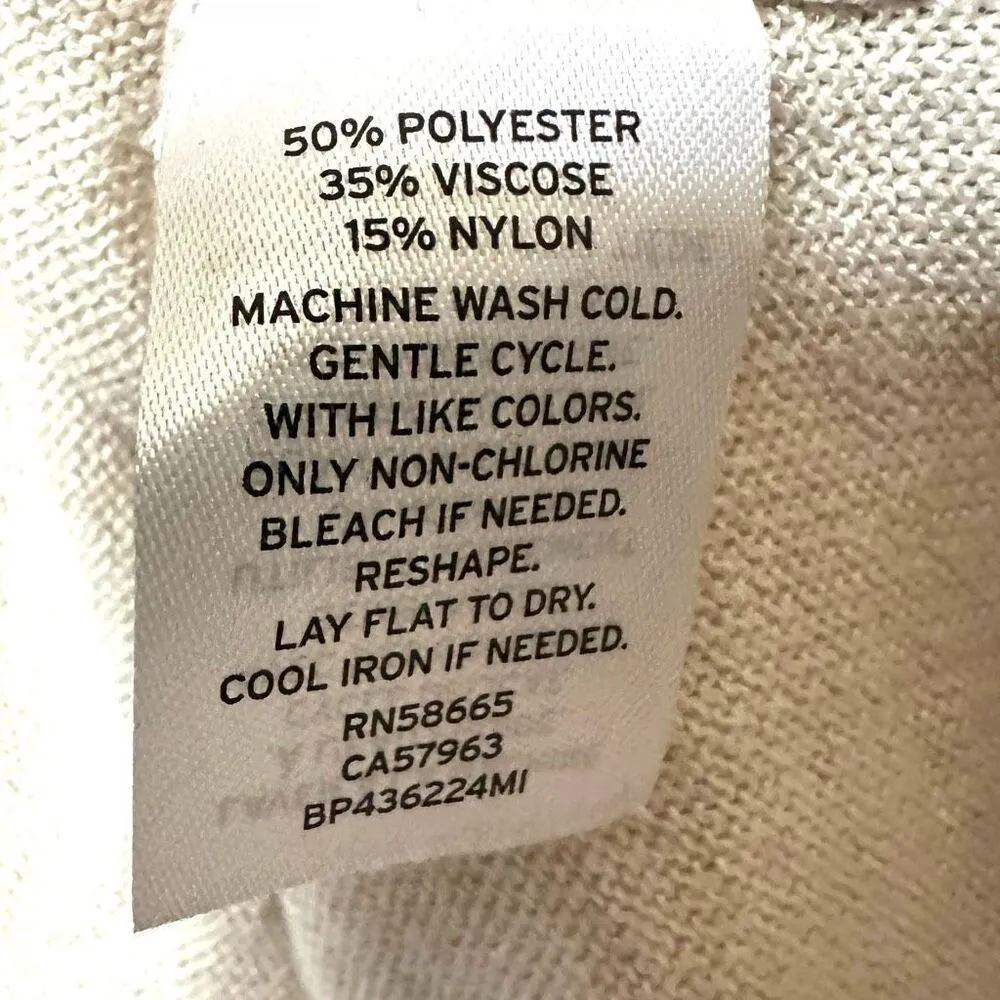 50% POLYESTER
35% VISCOSE
15% NYLON
MACHINE WASH COLD.
GENTLE CYCLE.
WITH LIKE COLORS.
ONLY NON-CHLORINE
BLEACH IF NEEDED.
RESHAPE.
LAY FLAT TO DRY.
COOL IRON IF NEEDED.
RN58665
CA57963
BP436224MI